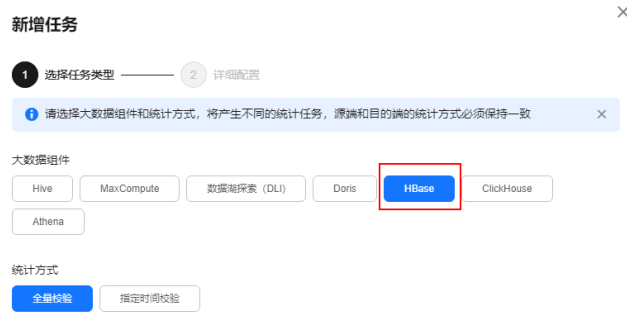 新增任务
1 选择任务类型 2 详细配置
请选择大数据组件和统计方式，将产生不同的统计任务，源端和目的端的统计方式必须保持一致
大数据组件
Hive MaxCompute 数据湖探索（DLI） Doris HBase ClickHouse
Athena
统计方式
全量校验 指定时间校验